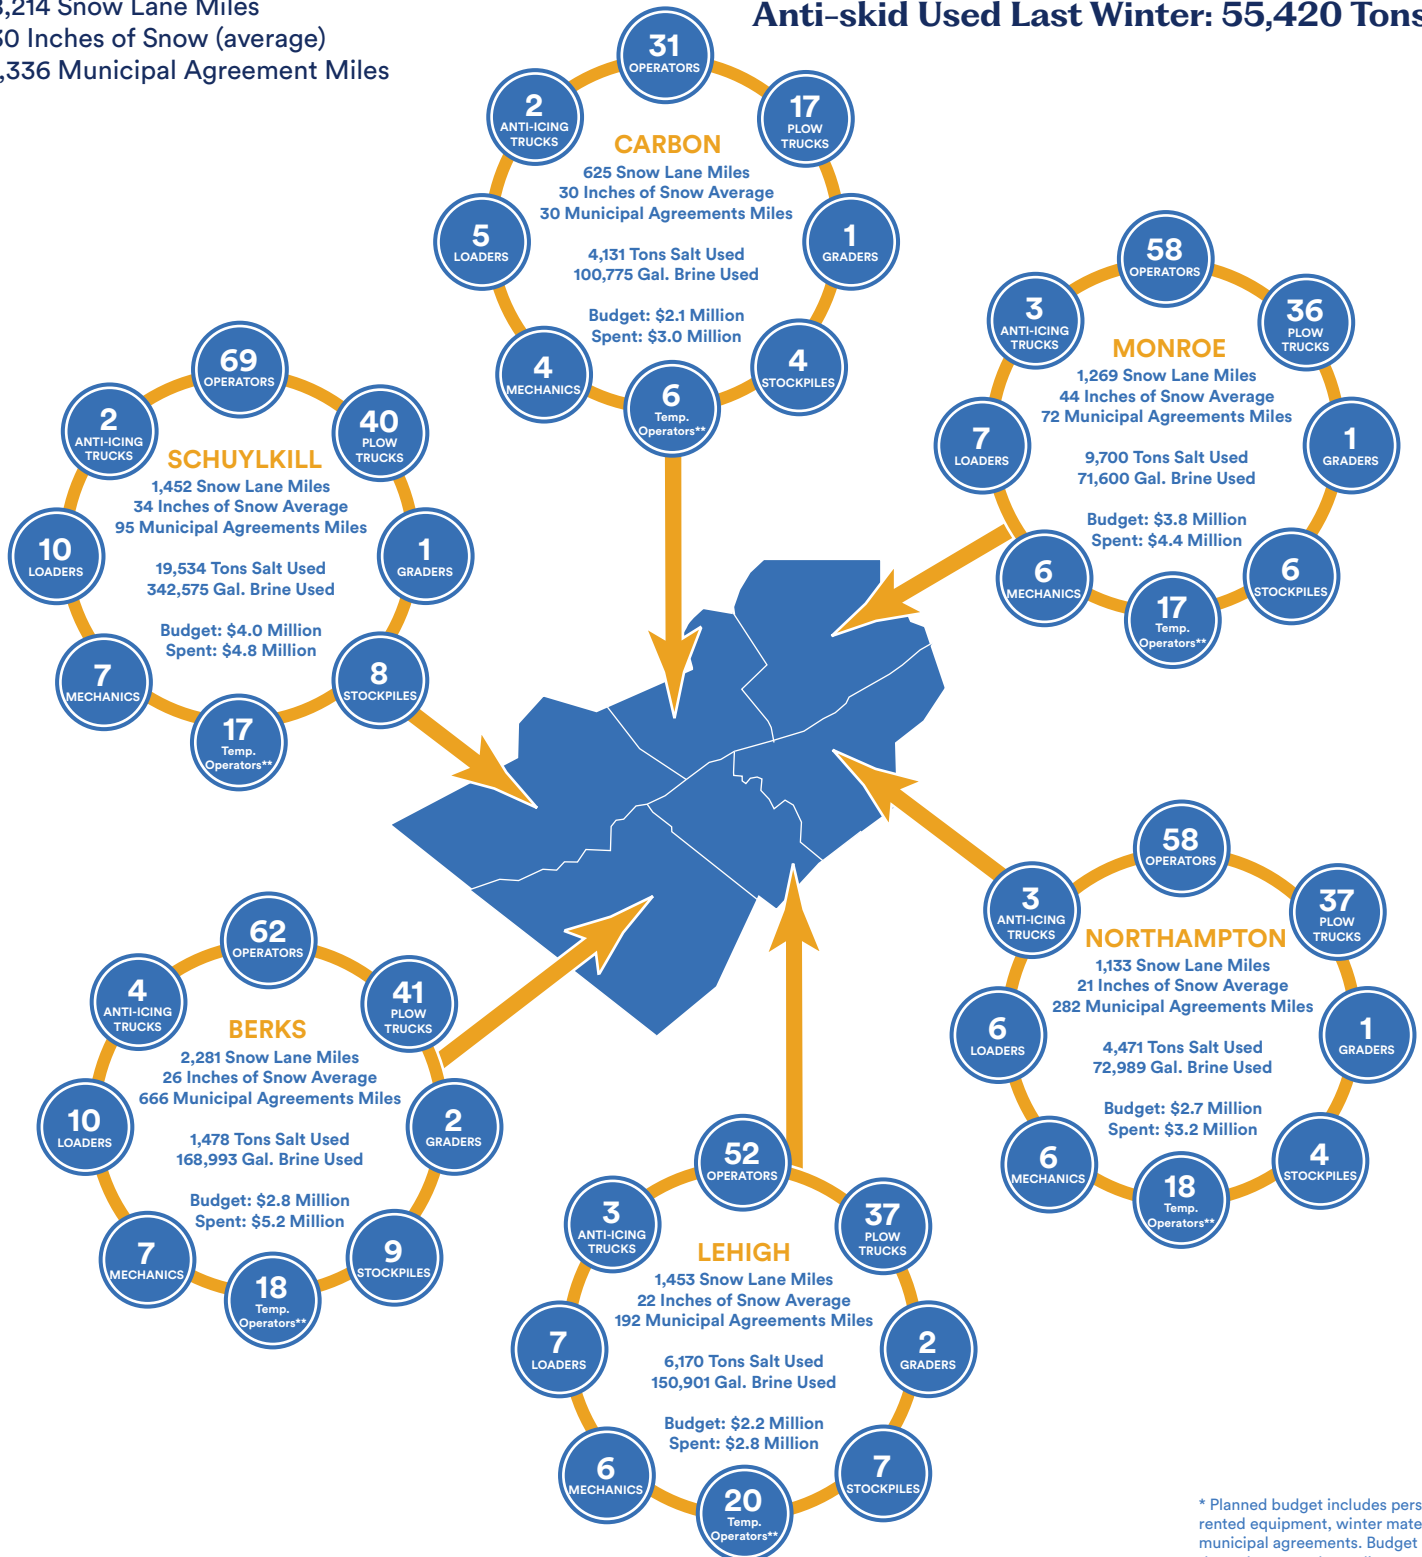 ,214 Snow Lane Miles
30 Inches of Snow (average)
,336 Municipal Agreement Miles
Anti-skid Used Last Winter: 55,420 Tons
31
OPERATORS
2
ANTI-ICING
TRUCKS
17
PLOW
TRUCKS
CARBON
625 Snow Lane Miles
30 Inches of Snow Average
30 Municipal Agreements Miles
4,131 Tons Salt Used
100,775 Gal. Brine Used
Budget: $2.1 Million
Spent: $3.0 Million
5
LOADERS
1
GRADERS
4
MECHANICS
4
STOCKPILES
6
Temp.
Operators**
58
OPERATORS
3
ANTI-ICING
TRUCKS
36
PLOW
TRUCKS
MONROE
1,269 Snow Lane Miles
44 Inches of Snow Average
72 Municipal Agreements Miles
9,700 Tons Salt Used
71,600 Gal. Brine Used
Budget: $3.8 Million
Spent: $4.4 Million
7
LOADERS
1
GRADERS
6
MECHANICS
6
STOCKPILES
17
Temp.
Operators**
69
OPERATORS
2
ANTI-ICING
TRUCKS
40
PLOW
TRUCKS
SCHUYLKILL
1,452 Snow Lane Miles
34 Inches of Snow Average
95 Municipal Agreements Miles
19,534 Tons Salt Used
342,575 Gal. Brine Used
Budget: $4.0 Million
Spent: $4.8 Million
10
LOADERS
1
GRADERS
7
MECHANICS
8
STOCKPILES
17
Temp.
Operators**
58
OPERATORS
3
ANTI-ICING
TRUCKS
37
PLOW
TRUCKS
NORTHAMPTON
1,133 Snow Lane Miles
21 Inches of Snow Average
282 Municipal Agreements Miles
4,471 Tons Salt Used
72,989 Gal. Brine Used
Budget: $2.7 Million
Spent: $3.2 Million
6
LOADERS
1
GRADERS
6
MECHANICS
4
STOCKPILES
18
Temp.
Operators**
62
OPERATORS
4
ANTI-ICING
TRUCKS
41
PLOW
TRUCKS
BERKS
2,281 Snow Lane Miles
26 Inches of Snow Average
666 Municipal Agreements Miles
1,478 Tons Salt Used
168,993 Gal. Brine Used
Budget: $2.8 Million
Spent: $5.2 Million
10
LOADERS
2
GRADERS
7
MECHANICS
9
STOCKPILES
18
Temp.
Operators**
52
OPERATORS
3
ANTI-ICING
TRUCKS
37
PLOW
TRUCKS
LEHIGH
1,453 Snow Lane Miles
22 Inches of Snow Average
192 Municipal Agreements Miles
6,170 Tons Salt Used
150,901 Gal. Brine Used
Budget: $2.2 Million
Spent: $2.8 Million
7
LOADERS
2
GRADERS
6
MECHANICS
7
STOCKPILES
20
Temp.
Operators**
* Planned budget includes pers
rented equipment, winter mate
municipal agreements. Budget